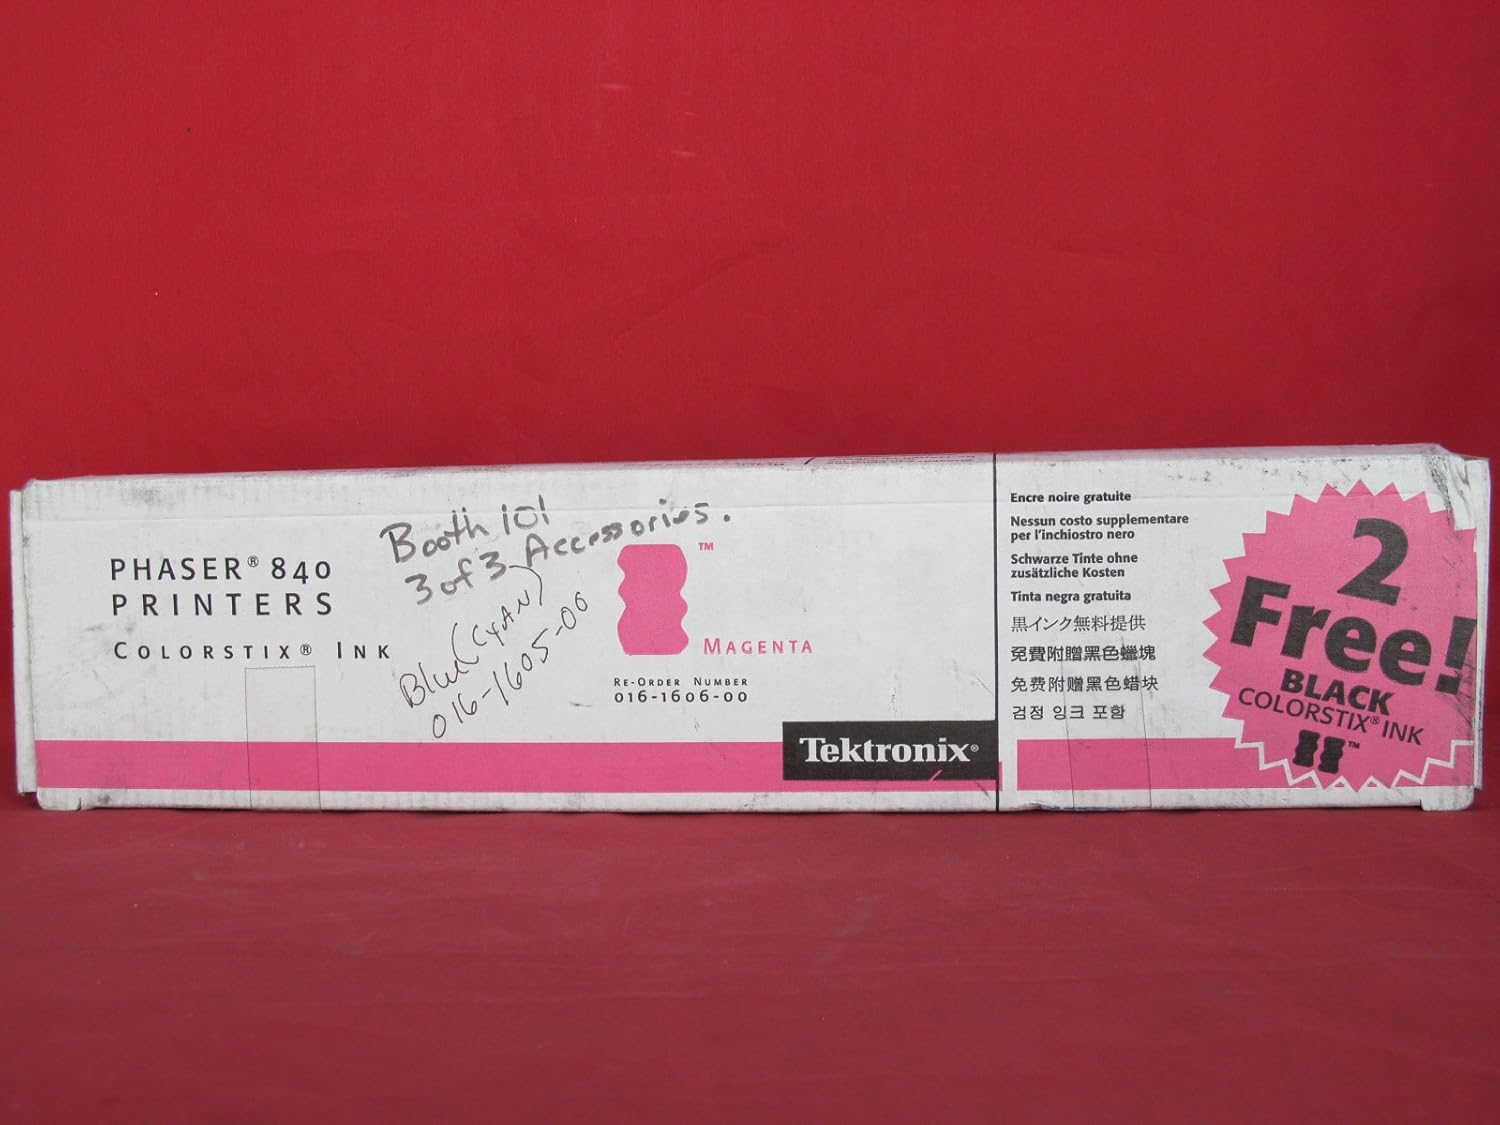 PHASER® 840
PRINTERS
COLORSTIX® INK
Booth 101
3 of 3 Accessories.
Blue (Cyan)
016-1605-00
™
MAGENTA
RE-ORDER NUMBER
016-1606-00
Tektronix®
Encre noire gratuite
Nessun costo supplementare
per l'inchiostro nero
Schwarze Tinte ohne
zusätzliche Kosten
Tinta negra gratuita
黒インク無料提供
免費附贈黑色蠟塊
免费附赠黑色蜡块
검정 잉크 포함
2
Free!
BLACK
COLORSTIX® INK
™